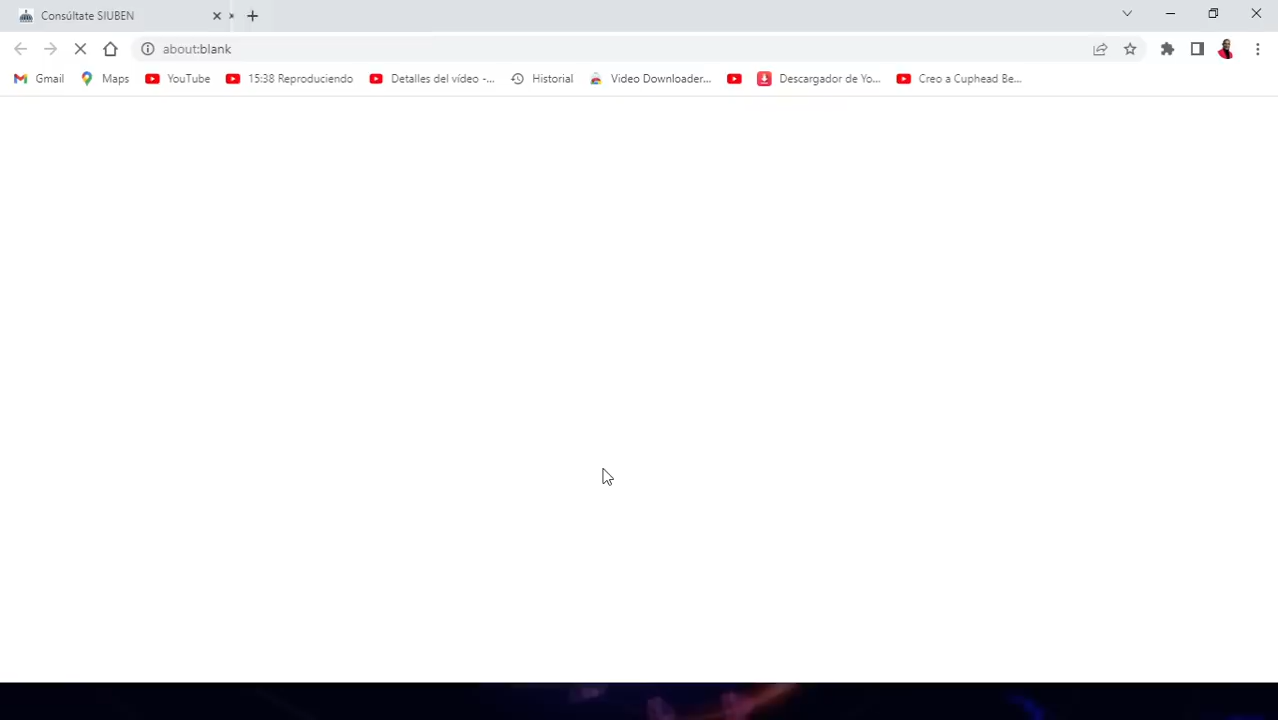 Consúltate SIUBEN
about:blank
Gmail Maps YouTube 15:38 Reproduciendo Detalles del vídeo -... Historial Video Downloader... Descargador de Yo... Creo a Cuphead Be...